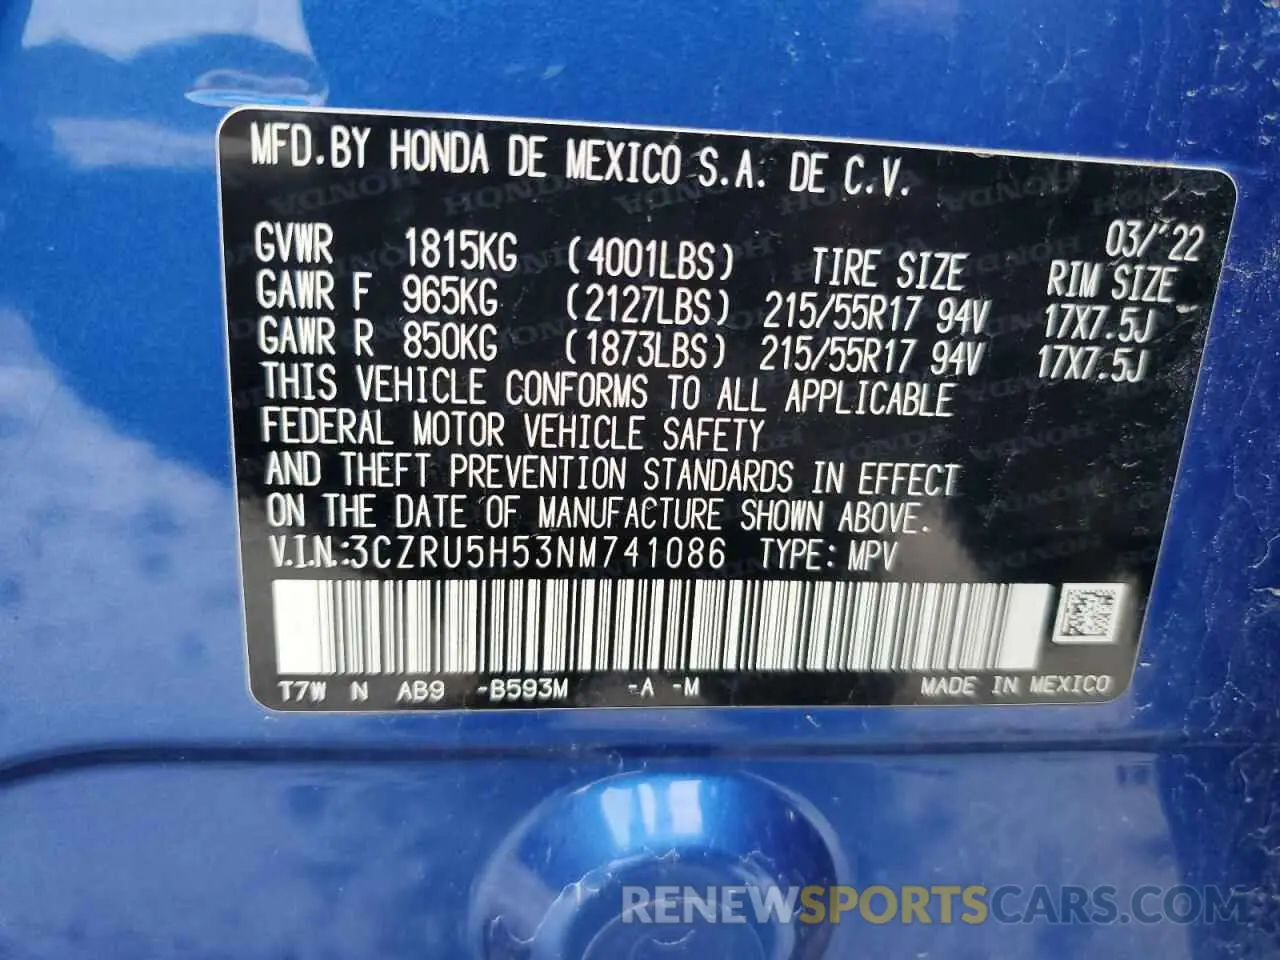 MFD.BY HONDA DE MEXICO S.A. DE C.V.
03/22
GVWR 1815KG (4001LBS) TIRE SIZE RIM SIZE
GAWR F 965KG (2127LBS) 215/55R17 94V 17X7.5J
GAWR R 850KG (1873LBS) 215/55R17 94V 17X7.5J
THIS VEHICLE CONFORMS TO ALL APPLICABLE
FEDERAL MOTOR VEHICLE SAFETY
AND THEFT PREVENTION STANDARDS IN EFFECT
ON THE DATE OF MANUFACTURE SHOWN ABOVE.
V.I.N.:3CZRU5H53NM741086 TYPE: MPV
T7W N AB9 -B593M -A -M MADE IN MEXICO
RENEWSPORTSCARS.COM